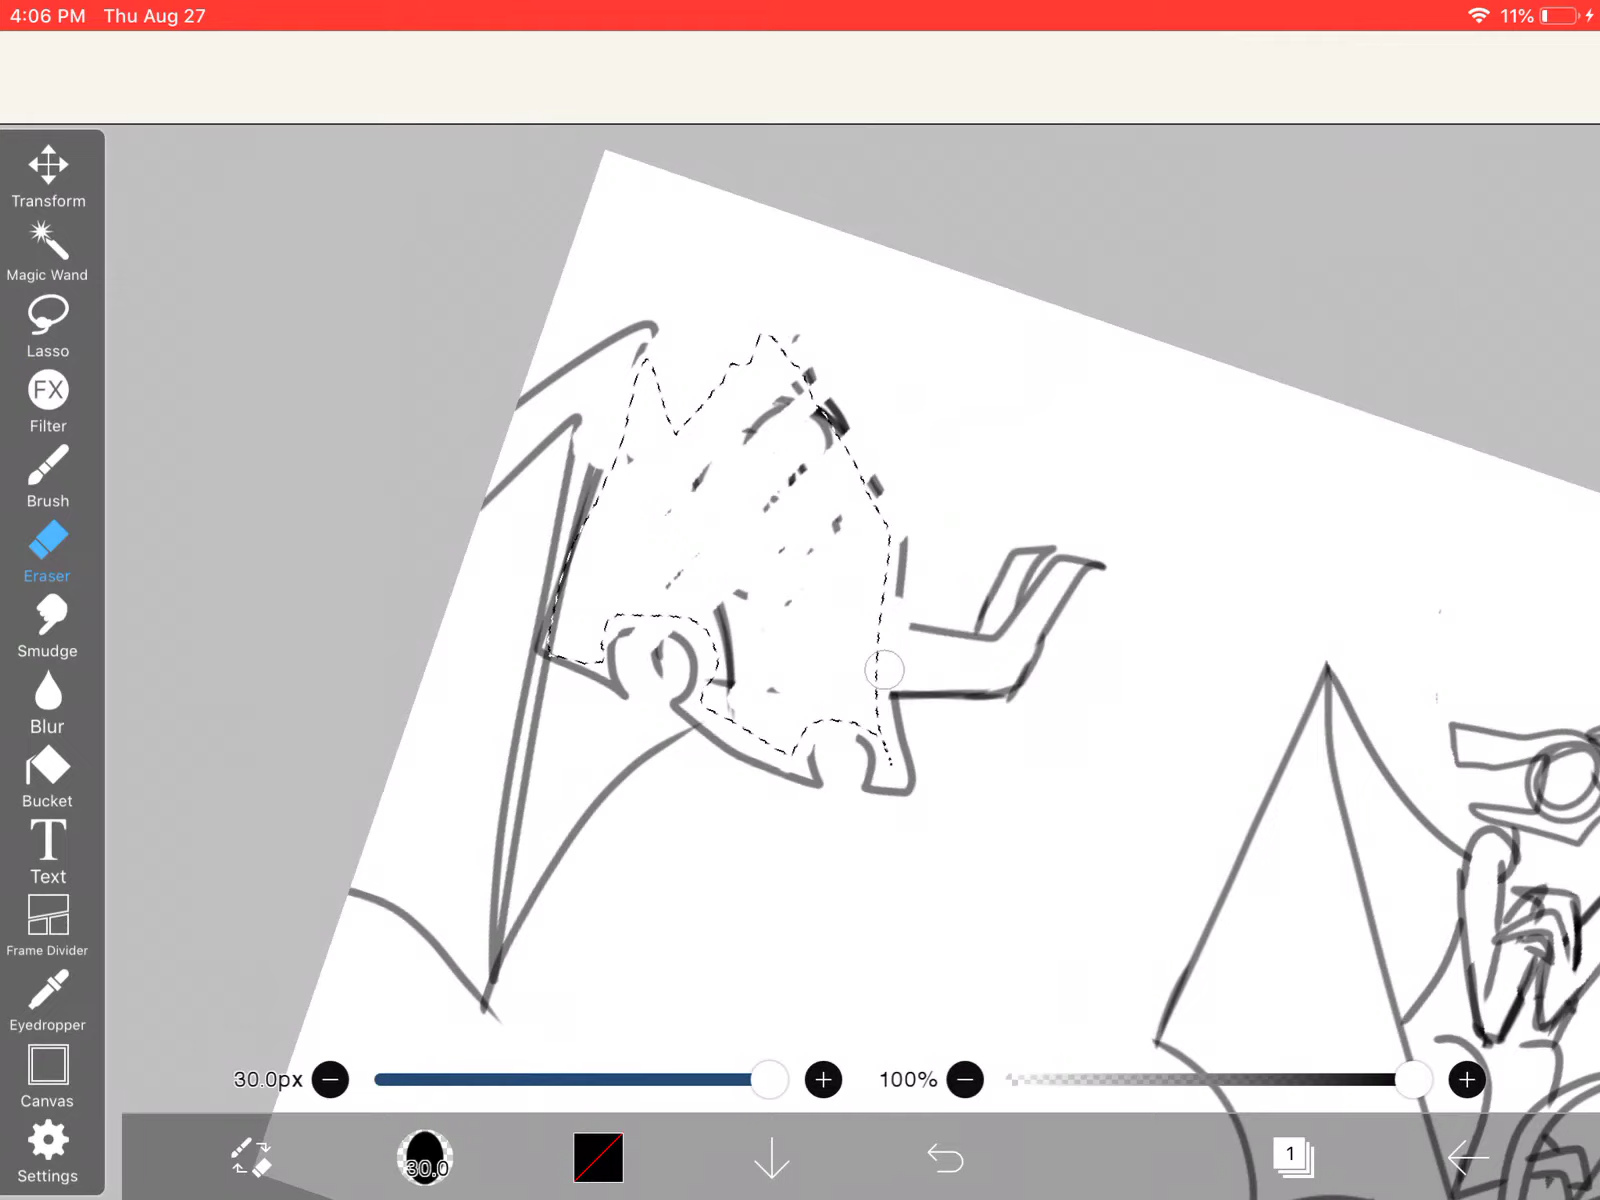 4:06 PM Thu Aug 27
11%
Transform
Magic Wand
Lasso
FX
Filter
Brush
Eraser
Smudge
Blur
Bucket
T
Text
Frame Divider
Eyedropper
Canvas
Settings
30.0px
100%
30.0
1